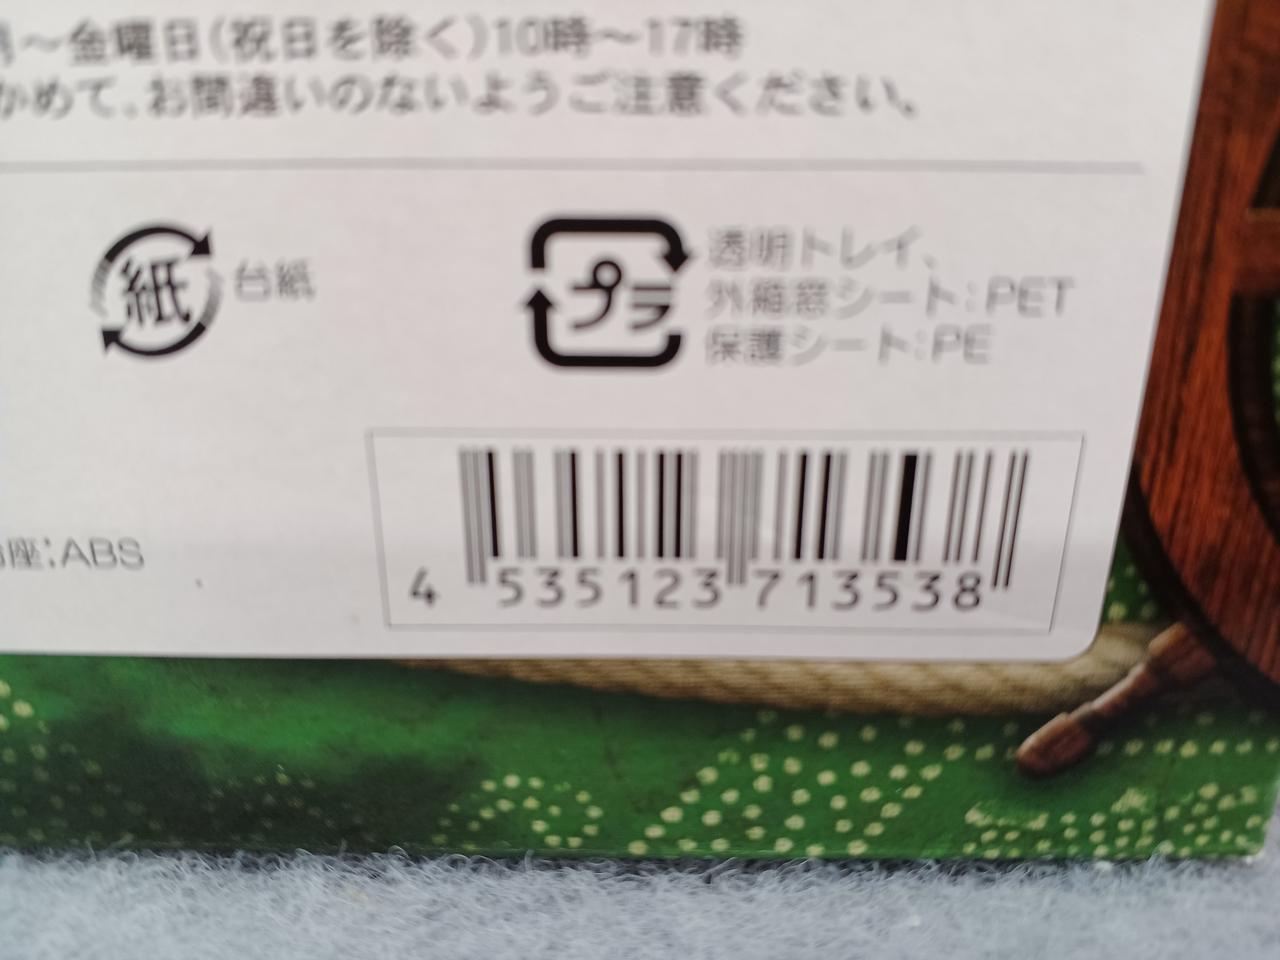 ～金曜日(祝日を除く)10時～17時
かめて、お間違いのないようご注意ください。
紙
台紙
プラ
透明トレイ、
外箱窓シート:PET
保護シート:PE
座:ABS
4 535123 713538